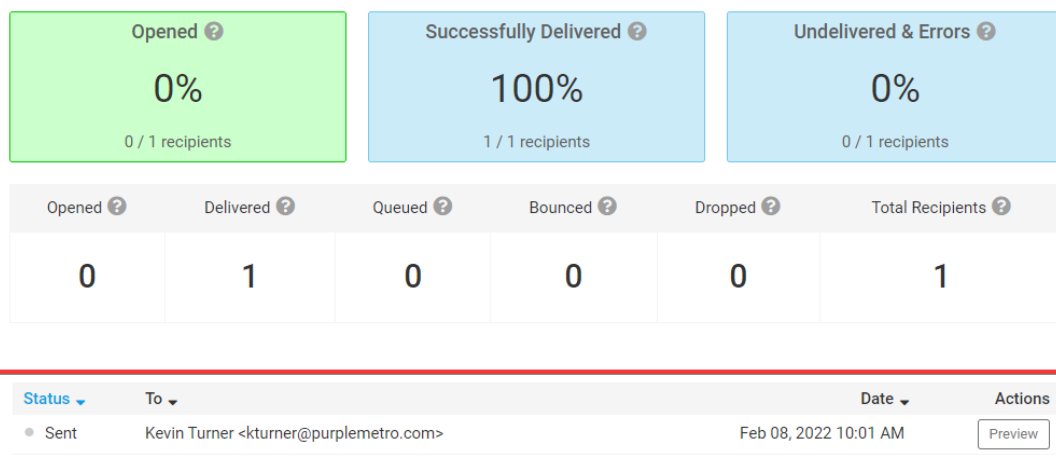 Opened ? Successfully Delivered ? Undelivered & Errors ?
0% 100% 0%
0 / 1 recipients 1 / 1 recipients 0 / 1 recipients
Opened ? Delivered ? Queued ? Bounced ? Dropped ? Total Recipients ?
0 1 0 0 0 1
Status To Date Actions
Sent Kevin Turner <kturner@purplemetro.com> Feb 08, 2022 10:01 AM Preview